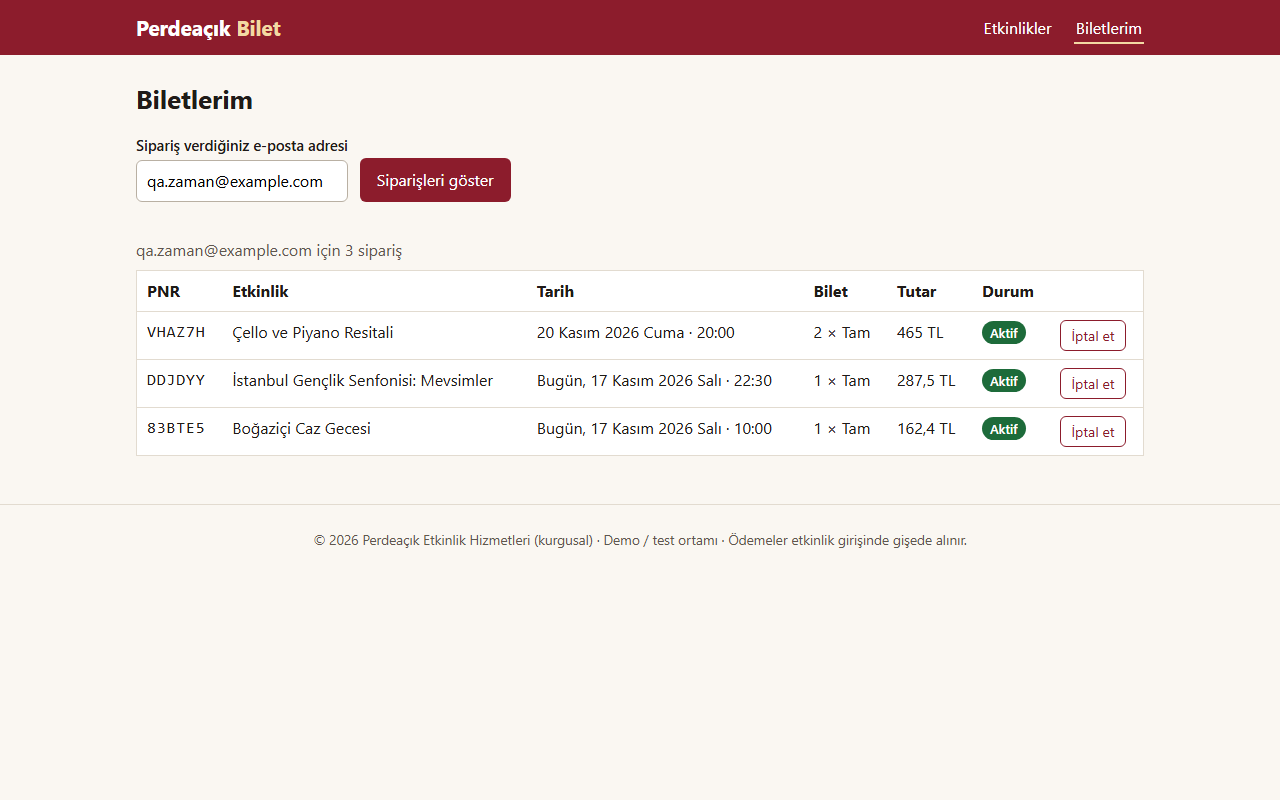 Perdeaçık Bilet Etkinlikler Biletlerim
Biletlerim
Sipariş verdiğiniz e-posta adresi
qa.zaman@example.com Siparişleri göster
qa.zaman@example.com için 3 sipariş
PNR Etkinlik Tarih Bilet Tutar Durum
VHAZ7H Çello ve Piyano Resitali 20 Kasım 2026 Cuma · 20:00 2 × Tam 465 TL Aktif İptal et
DDJDYY İstanbul Gençlik Senfonisi: Mevsimler Bugün, 17 Kasım 2026 Salı · 22:30 1 × Tam 287,5 TL Aktif İptal et
83BTE5 Boğaziçi Caz Gecesi Bugün, 17 Kasım 2026 Salı · 10:00 1 × Tam 162,4 TL Aktif İptal et
© 2026 Perdeaçık Etkinlik Hizmetleri (kurgusal) · Demo / test ortamı · Ödemeler etkinlik girişinde gişede alınır.